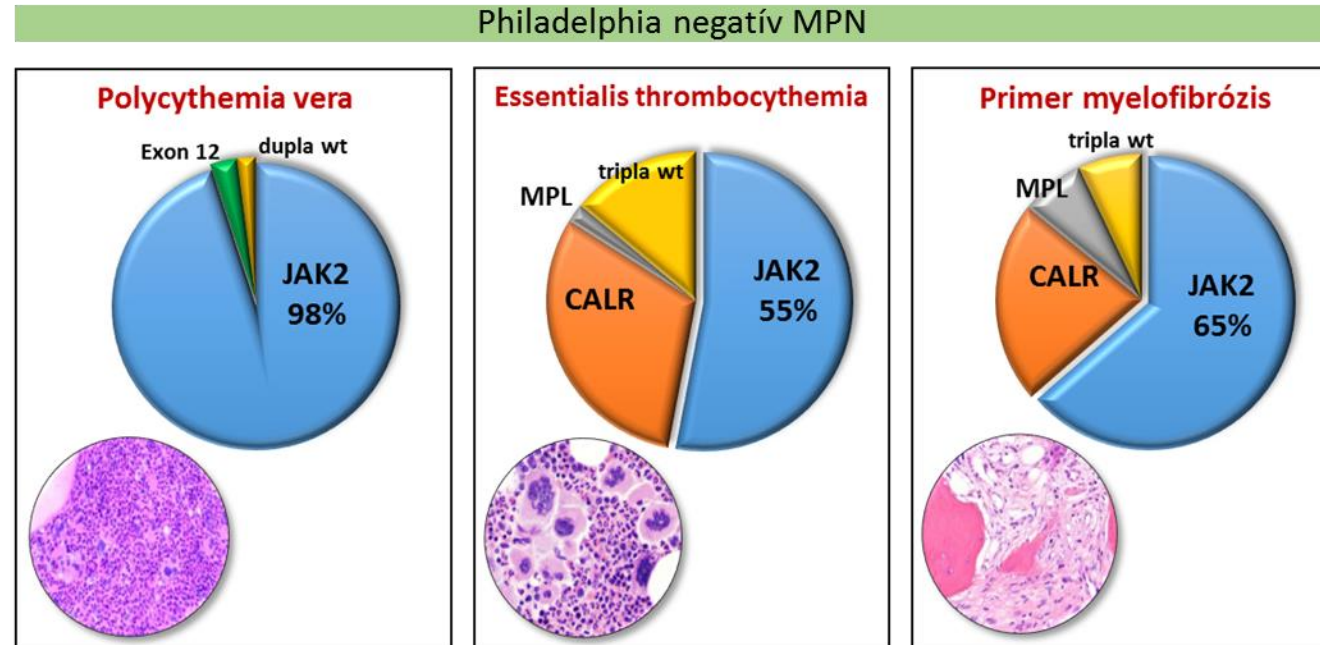 Philadelphia negatív MPN
Polycythemia vera
Exon 12
dupla wt
JAK2
98%
Essentialis thrombocythemia
tripla wt
MPL
CALR
JAK2
55%
Primer myelofibrózis
tripla wt
MPL
CALR
JAK2
65%